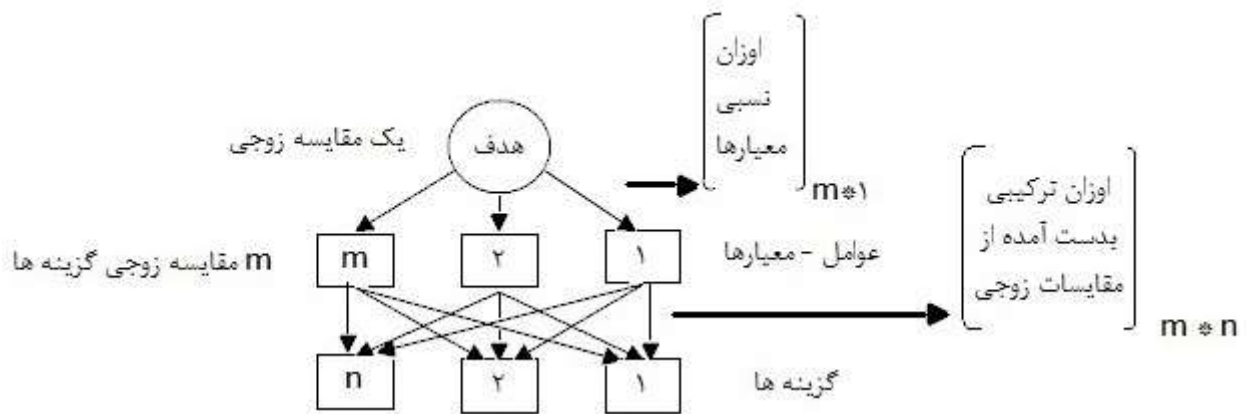 اوزان
نسبی
معیارها
m*۱
یک مقایسه زوجی
هدف
اوزان ترکیبی
بدست آمده از
مقایسات زوجی
m * n
m مقایسه زوجی گزینه ها
m
۲
۱
عوامل - معیارها
n
۲
۱
گزینه ها